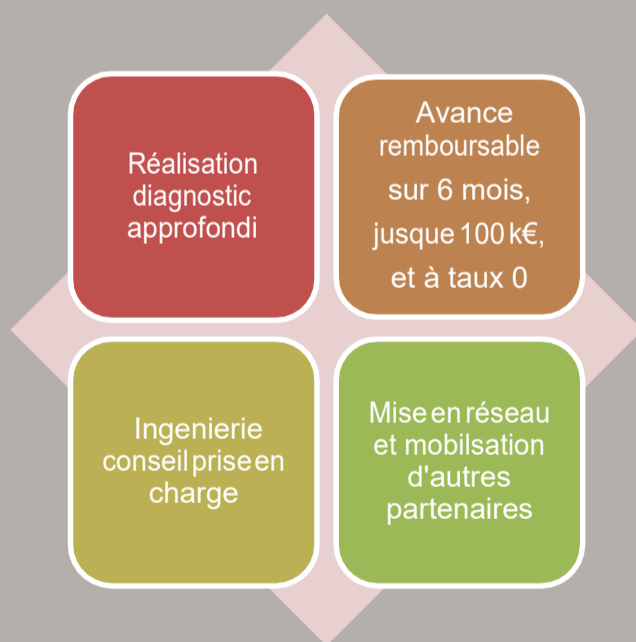 Réalisation
diagnostic
approfondi
Avance
remboursable
sur 6 mois,
jusque 100 k€,
et à taux 0
Ingenierie
conseil prise en
charge
Mise en réseau
et mobilsation
d'autres
partenaires